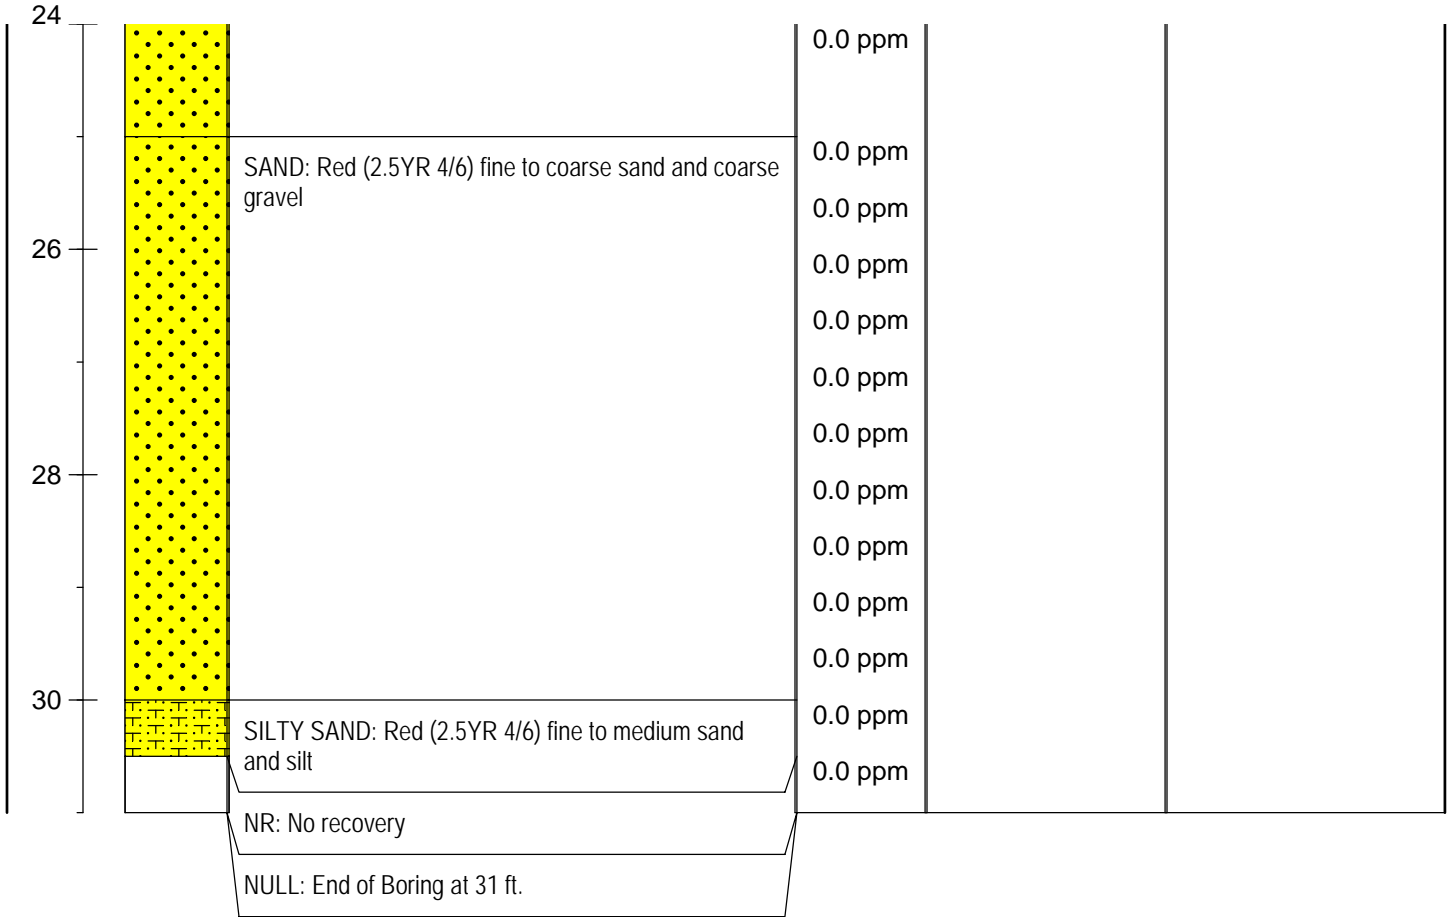 24
0.0 ppm
0.0 ppm
SAND: Red (2.5YR 4/6) fine to coarse sand and coarse
gravel
0.0 ppm
26
0.0 ppm
0.0 ppm
0.0 ppm
0.0 ppm
28
0.0 ppm
0.0 ppm
0.0 ppm
0.0 ppm
30
0.0 ppm
SILTY SAND: Red (2.5YR 4/6) fine to medium sand
and silt
0.0 ppm
NR: No recovery
NULL: End of Boring at 31 ft.